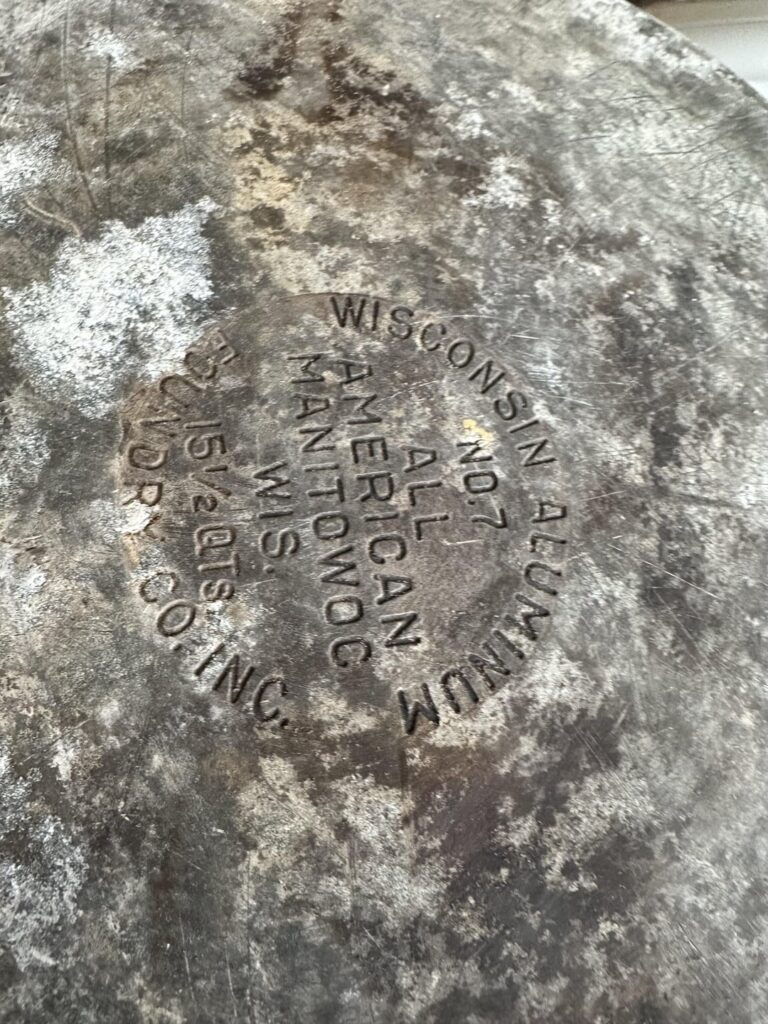 WISCONSIN ALUMINUM
NO. 7
ALL
AMERICAN
MANITOWOC
WIS.
15 1/2 QTS.
FOUNDRY CO. INC.